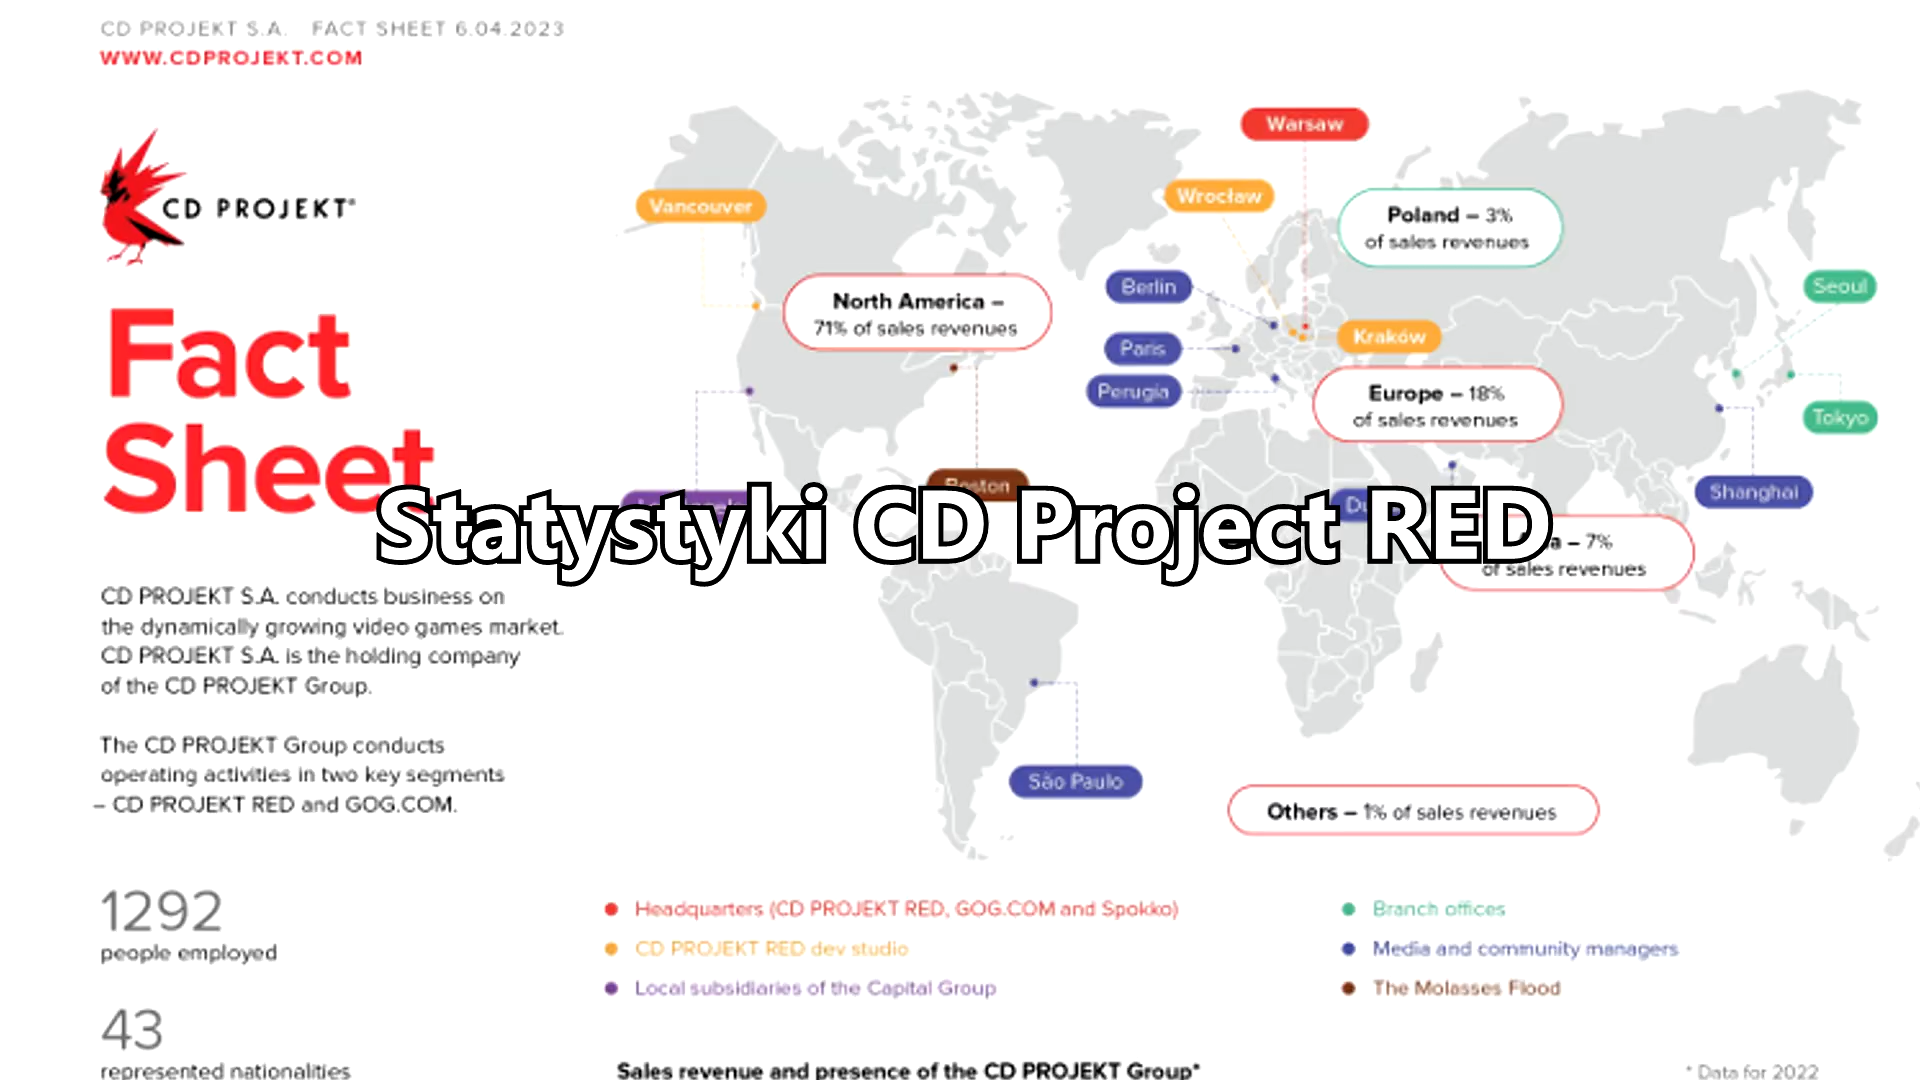 CD PROJEKT S.A. FACT SHEET 6.04.2023
WWW.CDPROJEKT.COM
CD PROJEKT®
Fact
Sheet
Statystyki CD Project RED
CD PROJEKT S.A. conducts business on
the dynamically growing video games market.
CD PROJEKT S.A. is the holding company
of the CD PROJEKT Group.
The CD PROJEKT Group conducts
operating activities in two key segments
– CD PROJEKT RED and GOG.COM.
1292
people employed
43
represented nationalities
Warsaw
Vancouver
Wrocław
Poland – 3%
of sales revenues
North America –
71% of sales revenues
Berlin
Seoul
Paris
Kraków
Perugia
Europe – 18%
of sales revenues
Tokyo
Boston
Shanghai
– 7%
of sales revenues
São Paulo
Others – 1% of sales revenues
Headquarters (CD PROJEKT RED, GOG.COM and Spokko)
CD PROJEKT RED dev studio
Local subsidiaries of the Capital Group
Branch offices
Media and community managers
The Molasses Flood
Sales revenue and presence of the CD PROJEKT Group*
* Data for 2022